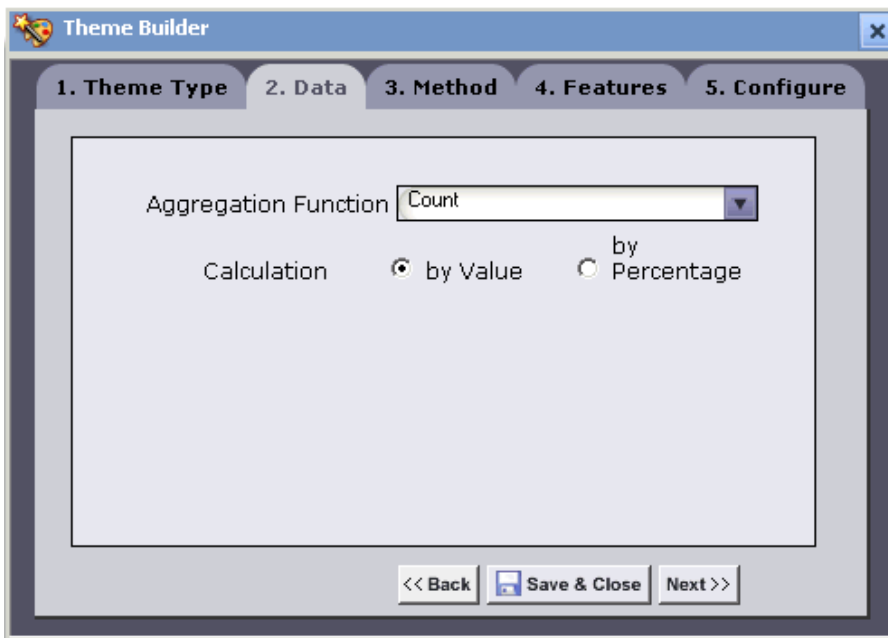 Theme Builder
1. Theme Type 2. Data 3. Method 4. Features 5. Configure
Aggregation Function Count
Calculation by Value by Percentage
<< Back Save & Close Next >>